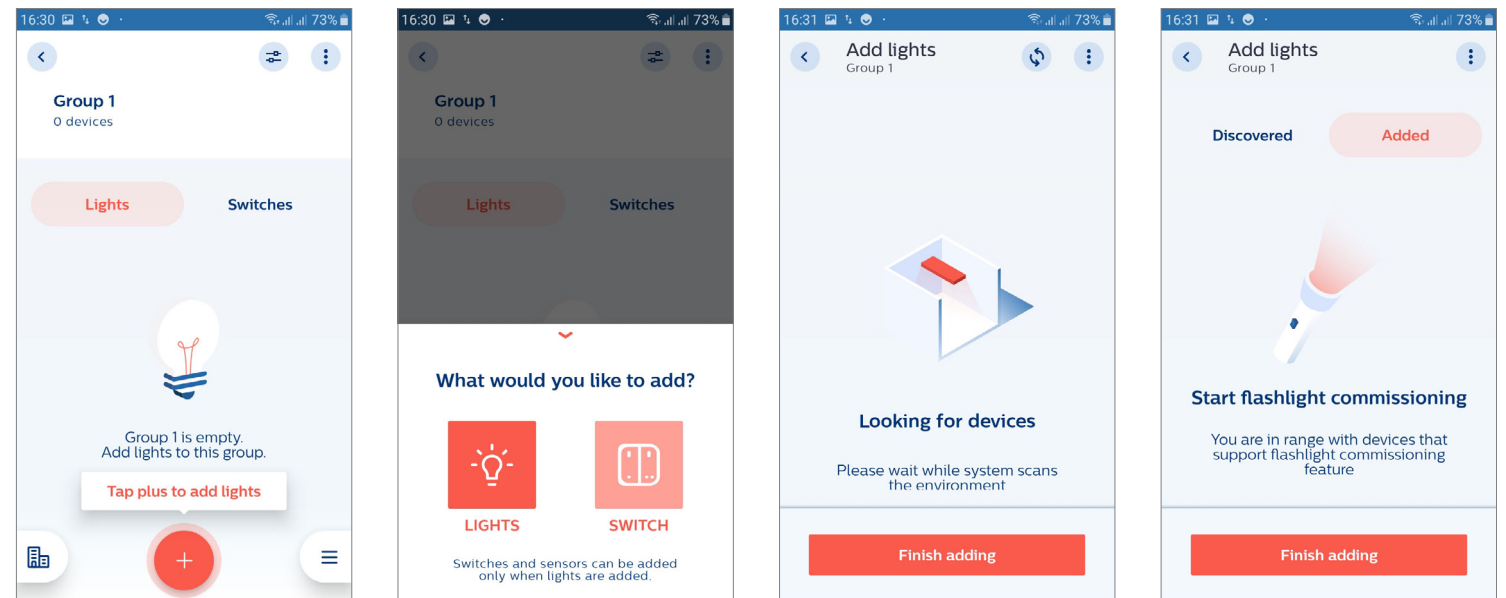 16:30
73%
Group 1
0 devices
Lights
Switches
Group 1 is empty.
Add lights to this group.
Tap plus to add lights
16:30
73%
Group 1
0 devices
Lights
Switches
What would you like to add?
LIGHTS
SWITCH
Switches and sensors can be added
only when lights are added.
16:31
73%
Add lights
Group 1
Looking for devices
Please wait while system scans
the environment
Finish adding
16:31
73%
Add lights
Group 1
Discovered
Added
Start flashlight commissioning
You are in range with devices that
support flashlight commissioning
feature
Finish adding